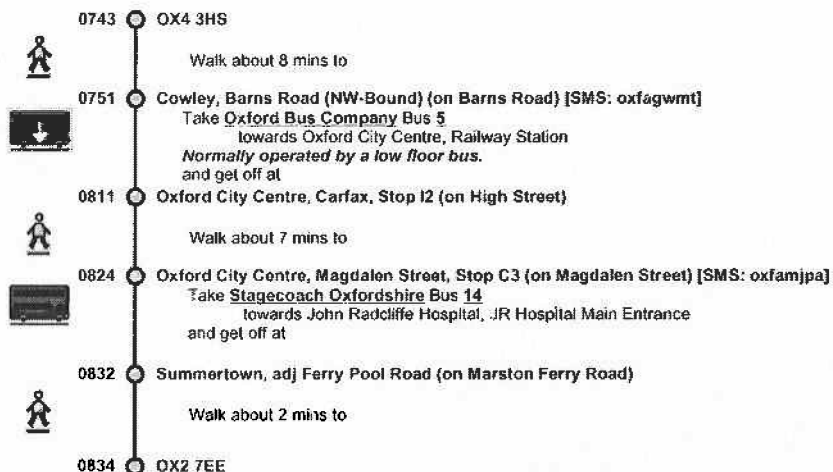 0743 OX4 3HS
Walk about 8 mins to
0751 Cowley, Barns Road (NW-Bound) (on Barns Road) [SMS: oxfagwmt]
Take Oxford Bus Company Bus 5
towards Oxford City Centre, Railway Station
Normally operated by a low floor bus.
and get off at
0811 Oxford City Centre, Carfax, Stop I2 (on High Street)
Walk about 7 mins to
0824 Oxford City Centre, Magdalen Street, Stop C3 (on Magdalen Street) [SMS: oxfamjpa]
Take Stagecoach Oxfordshire Bus 14
towards John Radcliffe Hospital, JR Hospital Main Entrance
and get off at
0832 Summertown, adj Ferry Pool Road (on Marston Ferry Road)
Walk about 2 mins to
0834 OX2 7EE